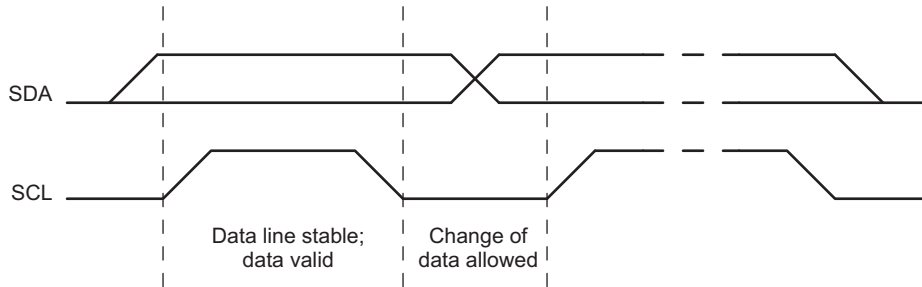 SDA
SCL
Data line stable;
data valid
Change of
data allowed